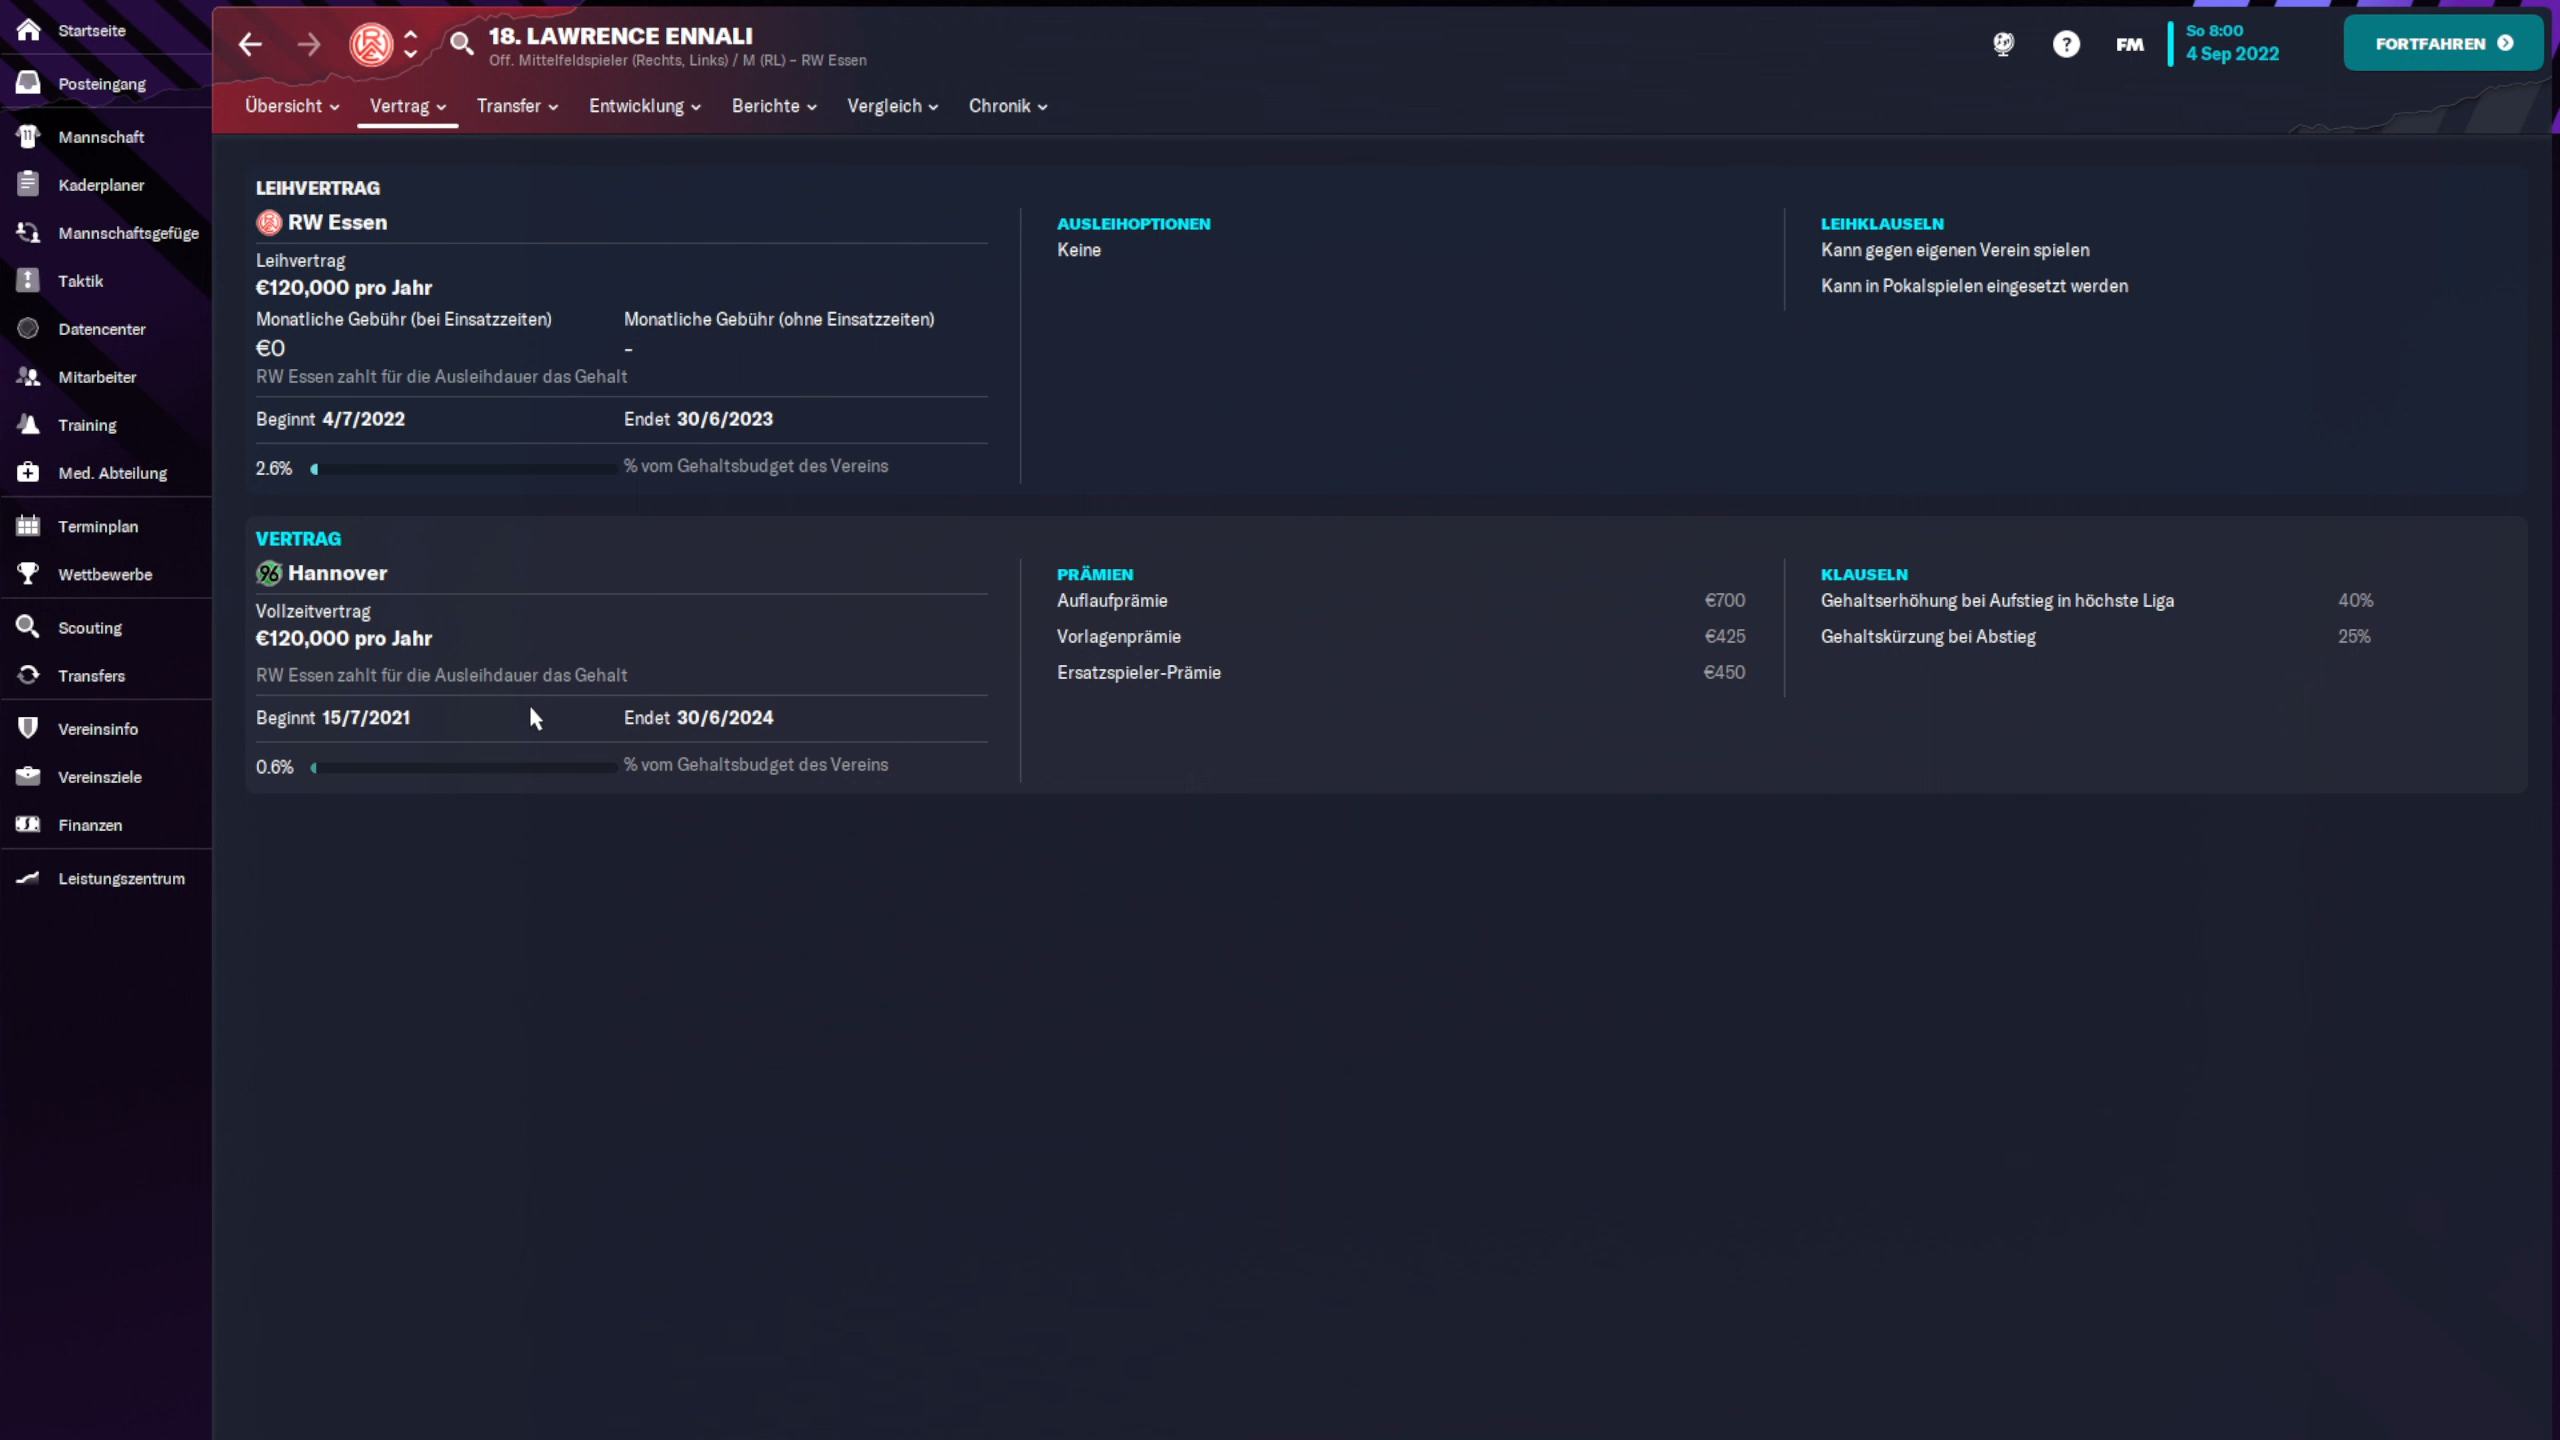 Startseite
Posteingang
Mannschaft
Kaderplaner
Mannschaftsgefüge
Taktik
Datencenter
Mitarbeiter
Training
Med. Abteilung
Terminplan
Wettbewerbe
Scouting
Transfers
Vereinsinfo
Vereinsziele
Finanzen
Leistungszentrum
18. LAWRENCE ENNALI
Off. Mittelfeldspieler (Rechts, Links) / M (RL) – RW Essen
?
FM
So 8:00
4 Sep 2022
FORTFAHREN
Übersicht Vertrag Transfer Entwicklung Berichte Vergleich Chronik
LEIHVERTRAG
RW Essen
Leihvertrag
€120,000 pro Jahr
Monatliche Gebühr (bei Einsatzzeiten) Monatliche Gebühr (ohne Einsatzzeiten)
€0 -
RW Essen zahlt für die Ausleihdauer das Gehalt
Beginnt 4/7/2022 Endet 30/6/2023
2.6% % vom Gehaltsbudget des Vereins
AUSLEIHOPTIONEN
Keine
LEIHKLAUSELN
Kann gegen eigenen Verein spielen
Kann in Pokalspielen eingesetzt werden
VERTRAG
96 Hannover
Vollzeitvertrag
€120,000 pro Jahr
RW Essen zahlt für die Ausleihdauer das Gehalt
Beginnt 15/7/2021 Endet 30/6/2024
0.6% % vom Gehaltsbudget des Vereins
PRÄMIEN
Auflaufprämie €700
Vorlagenprämie €425
Ersatzspieler-Prämie €450
KLAUSELN
Gehaltserhöhung bei Aufstieg in höchste Liga 40%
Gehaltskürzung bei Abstieg 25%